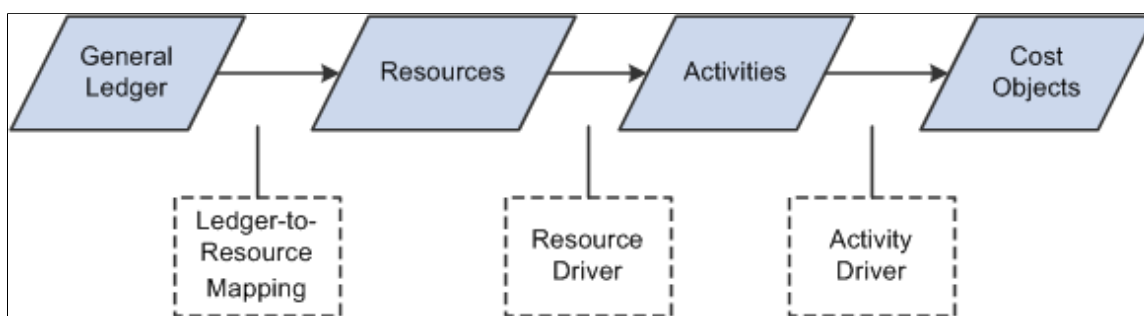 General
Ledger
Resources
Activities
Cost
Objects
Ledger-to-
Resource
Mapping
Resource
Driver
Activity
Driver